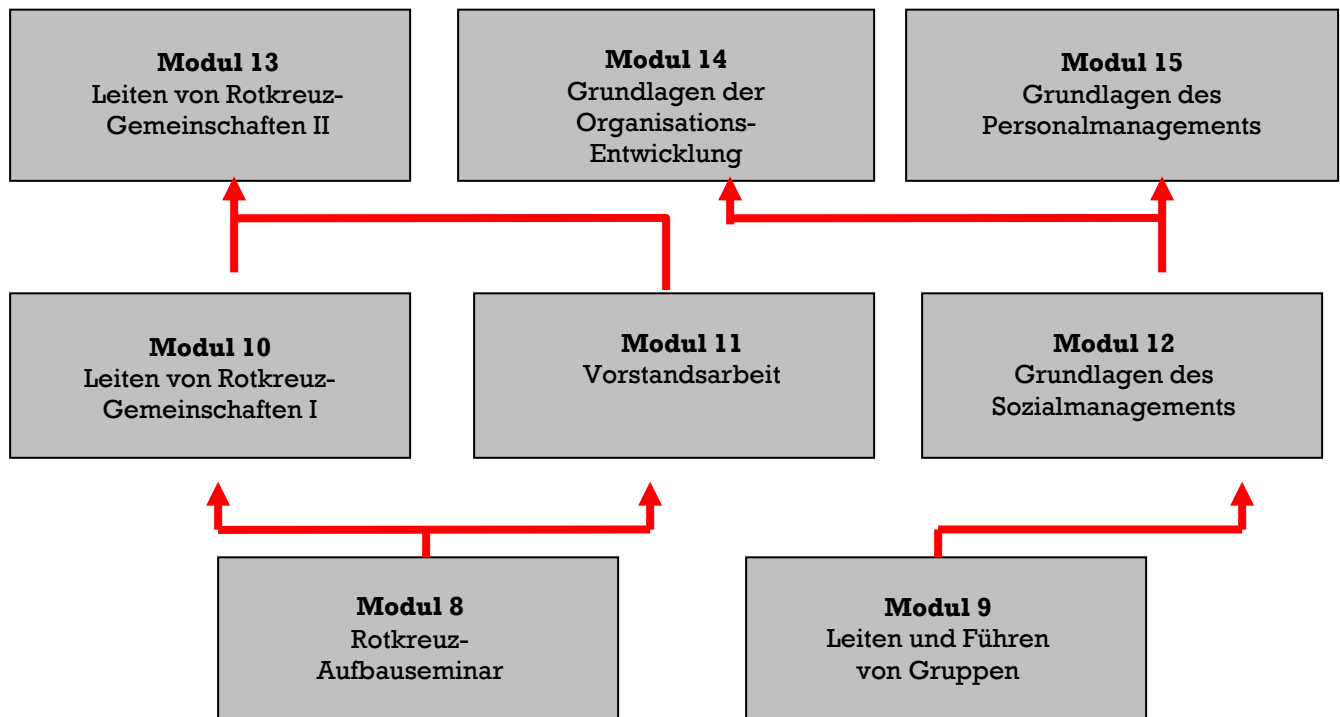 Modul 13
Leiten von Rotkreuz-
Gemeinschaften II
Modul 14
Grundlagen der
Organisations-
Entwicklung
Modul 15
Grundlagen des
Personalmanagements
Modul 10
Leiten von Rotkreuz-
Gemeinschaften I
Modul 11
Vorstandsarbeit
Modul 12
Grundlagen des
Sozialmanagements
Modul 8
Rotkreuz-
Aufbauseminar
Modul 9
Leiten und Führen
von Gruppen